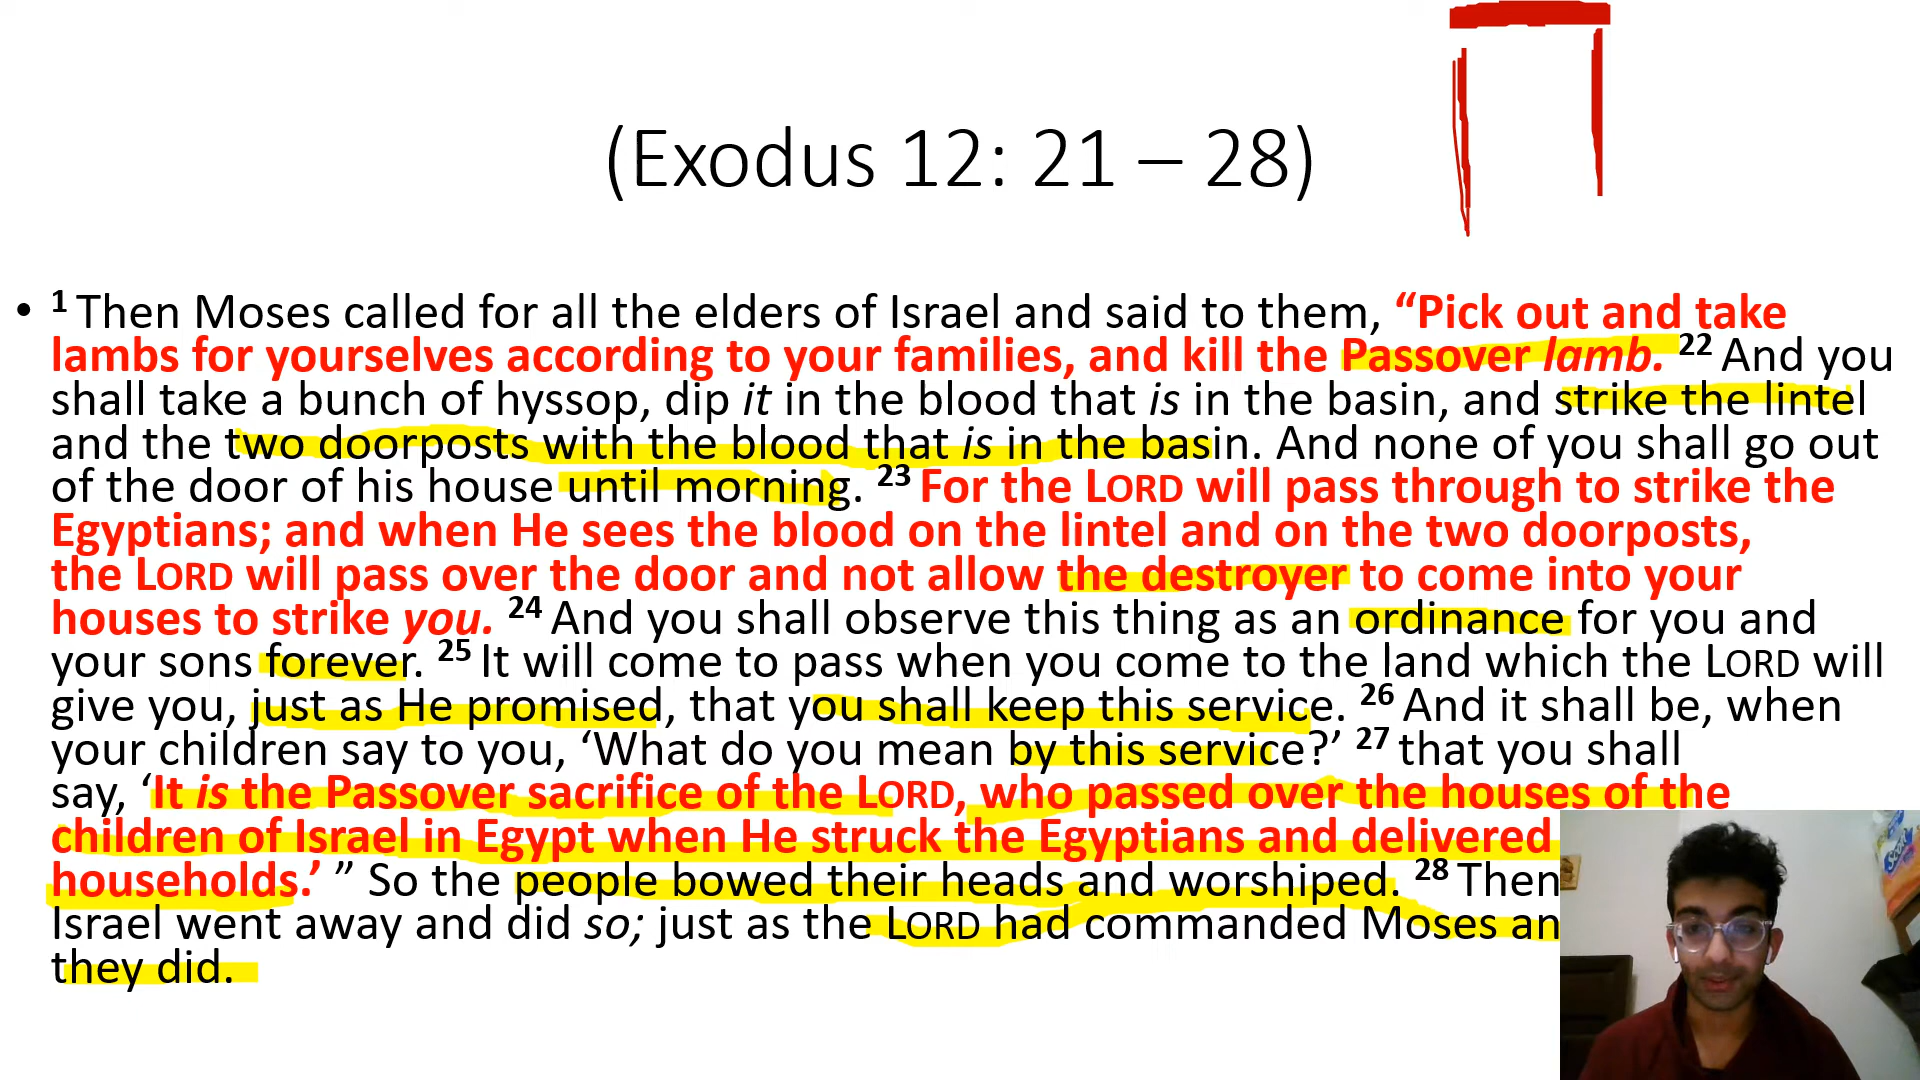 (Exodus 12: 21 – 28)
• 1 Then Moses called for all the elders of Israel and said to them, “Pick out and take
lambs for yourselves according to your families, and kill the Passover lamb. 22 And you
shall take a bunch of hyssop, dip it in the blood that is in the basin, and strike the lintel
and the two doorposts with the blood that is in the basin. And none of you shall go out
of the door of his house until morning. 23 For the LORD will pass through to strike the
Egyptians; and when He sees the blood on the lintel and on the two doorposts,
the LORD will pass over the door and not allow the destroyer to come into your
houses to strike you. 24 And you shall observe this thing as an ordinance for you and
your sons forever. 25 It will come to pass when you come to the land which the LORD will
give you, just as He promised, that you shall keep this service. 26 And it shall be, when
your children say to you, ‘What do you mean by this service?’ 27 that you shall
say, ‘It is the Passover sacrifice of the LORD, who passed over the houses of the
children of Israel in Egypt when He struck the Egyptians and delivered
households.’ ” So the people bowed their heads and worshiped. 28 Then
Israel went away and did so; just as the LORD had commanded Moses an
they did.